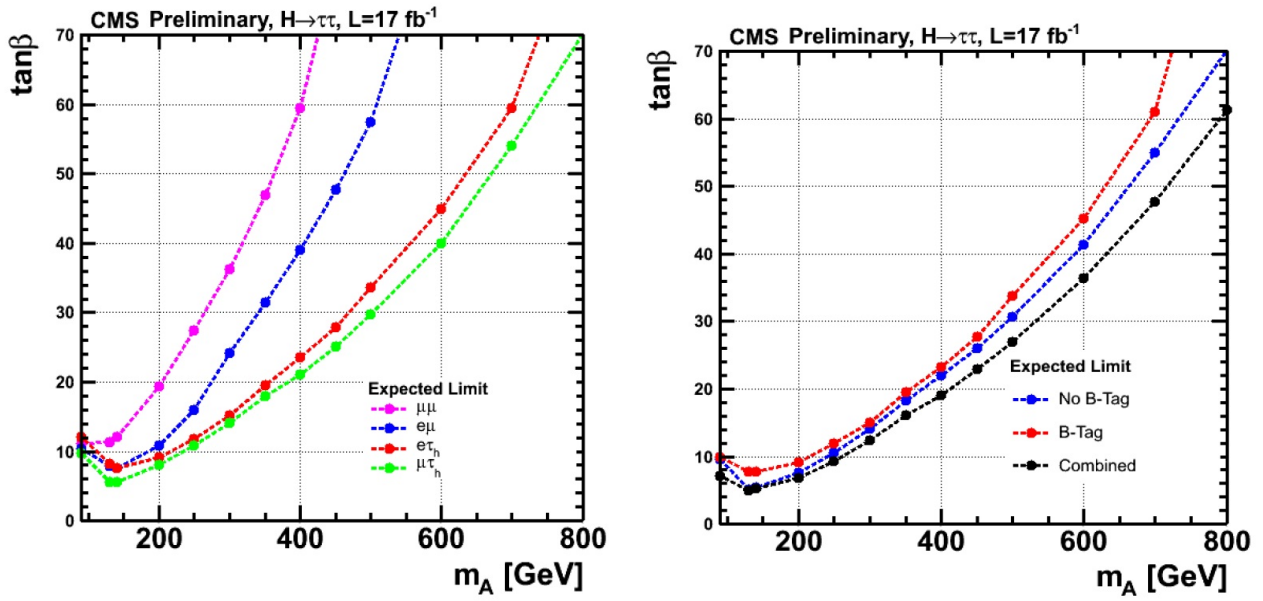 CMS Preliminary, H→ττ, L=17 fb⁻¹
tanβ
70
60
50
40
30
20
10
0
Expected Limit
μμ
eμ
eτₕ
μτₕ
200
400
600
800
m_A [GeV]
CMS Preliminary, H→ττ, L=17 fb⁻¹
tanβ
70
60
50
40
30
20
10
0
Expected Limit
No B-Tag
B-Tag
Combined
200
400
600
800
m_A [GeV]